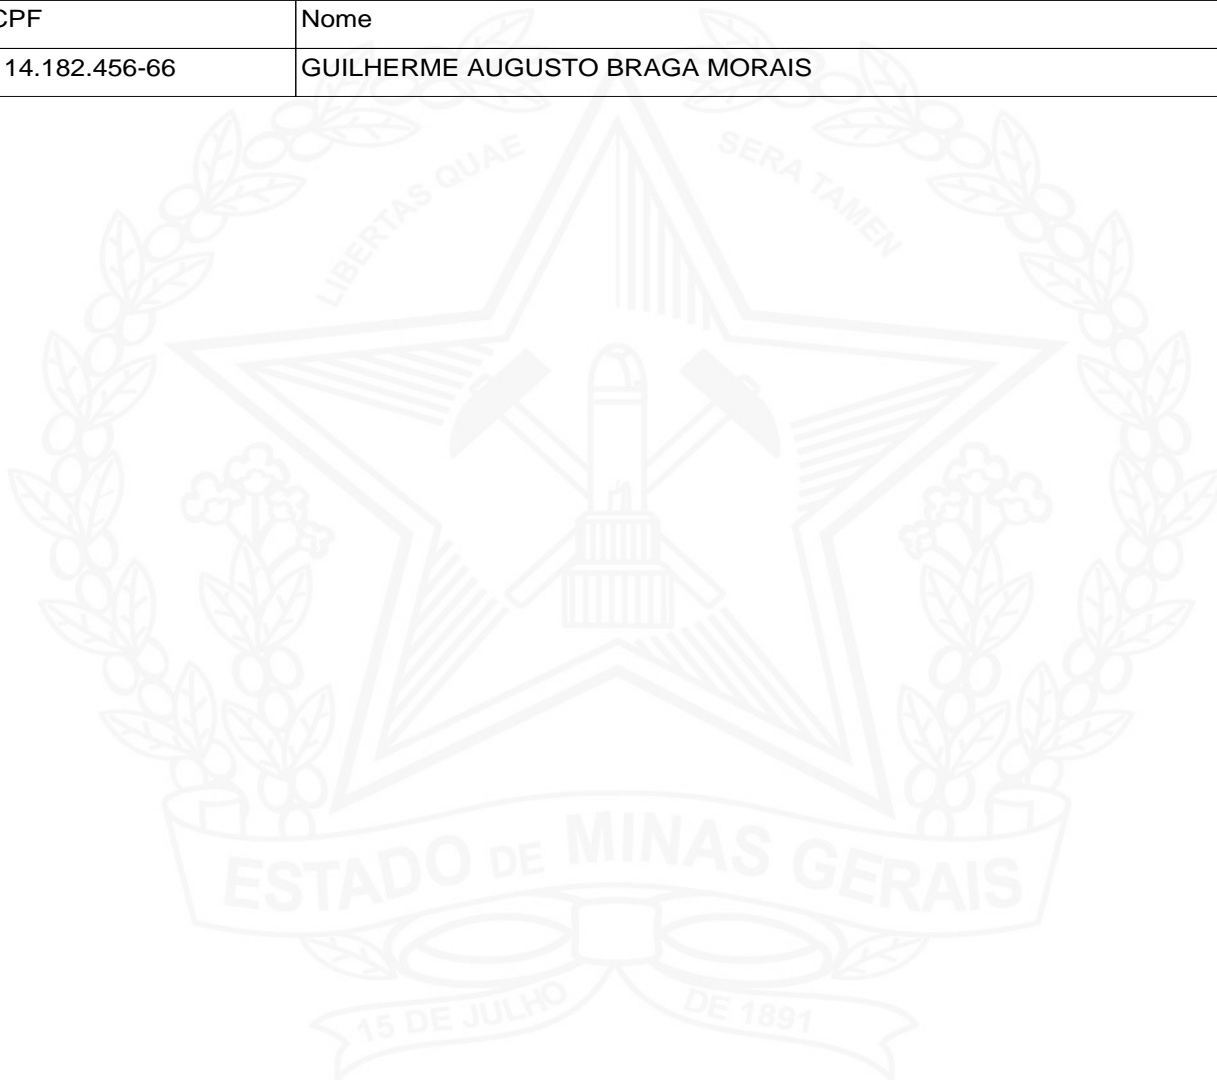 CPF Nome
14.182.456-66 GUILHERME AUGUSTO BRAGA MORAIS
LIBERTAS QUAE SERA TAMEN
ESTADO DE MINAS GERAIS
15 DE JULHO DE 1891